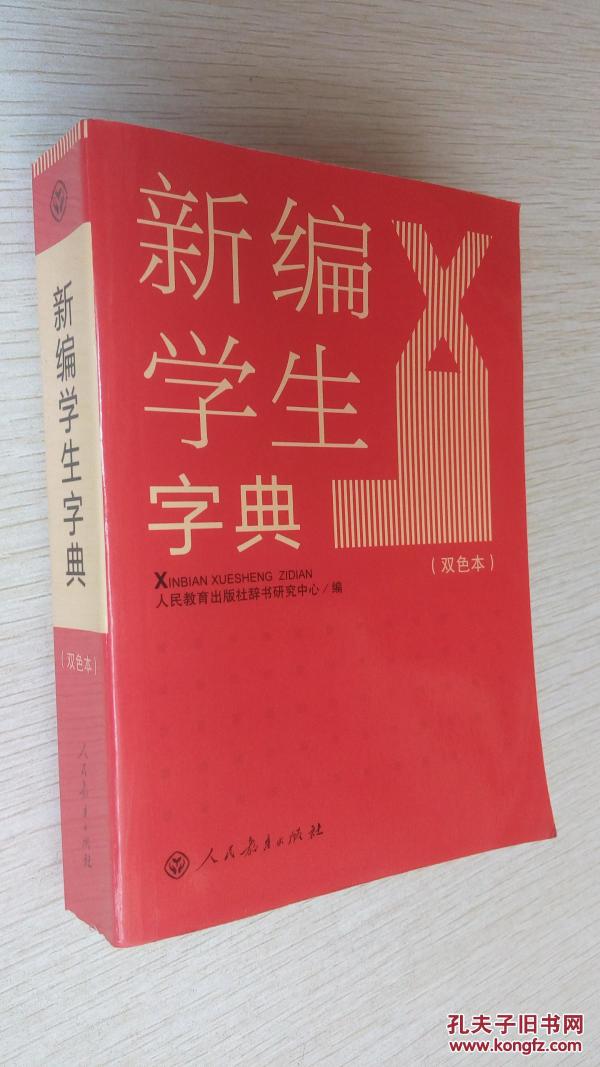 新编
学生
字典
（双色本）
XINBIAN XUESHENG ZIDIAN
人民教育出版社辞书研究中心／编
人民教育出版社
新编学生字典
（双色本）
人民教育出版社
孔夫子旧书网
www.kongfz.com